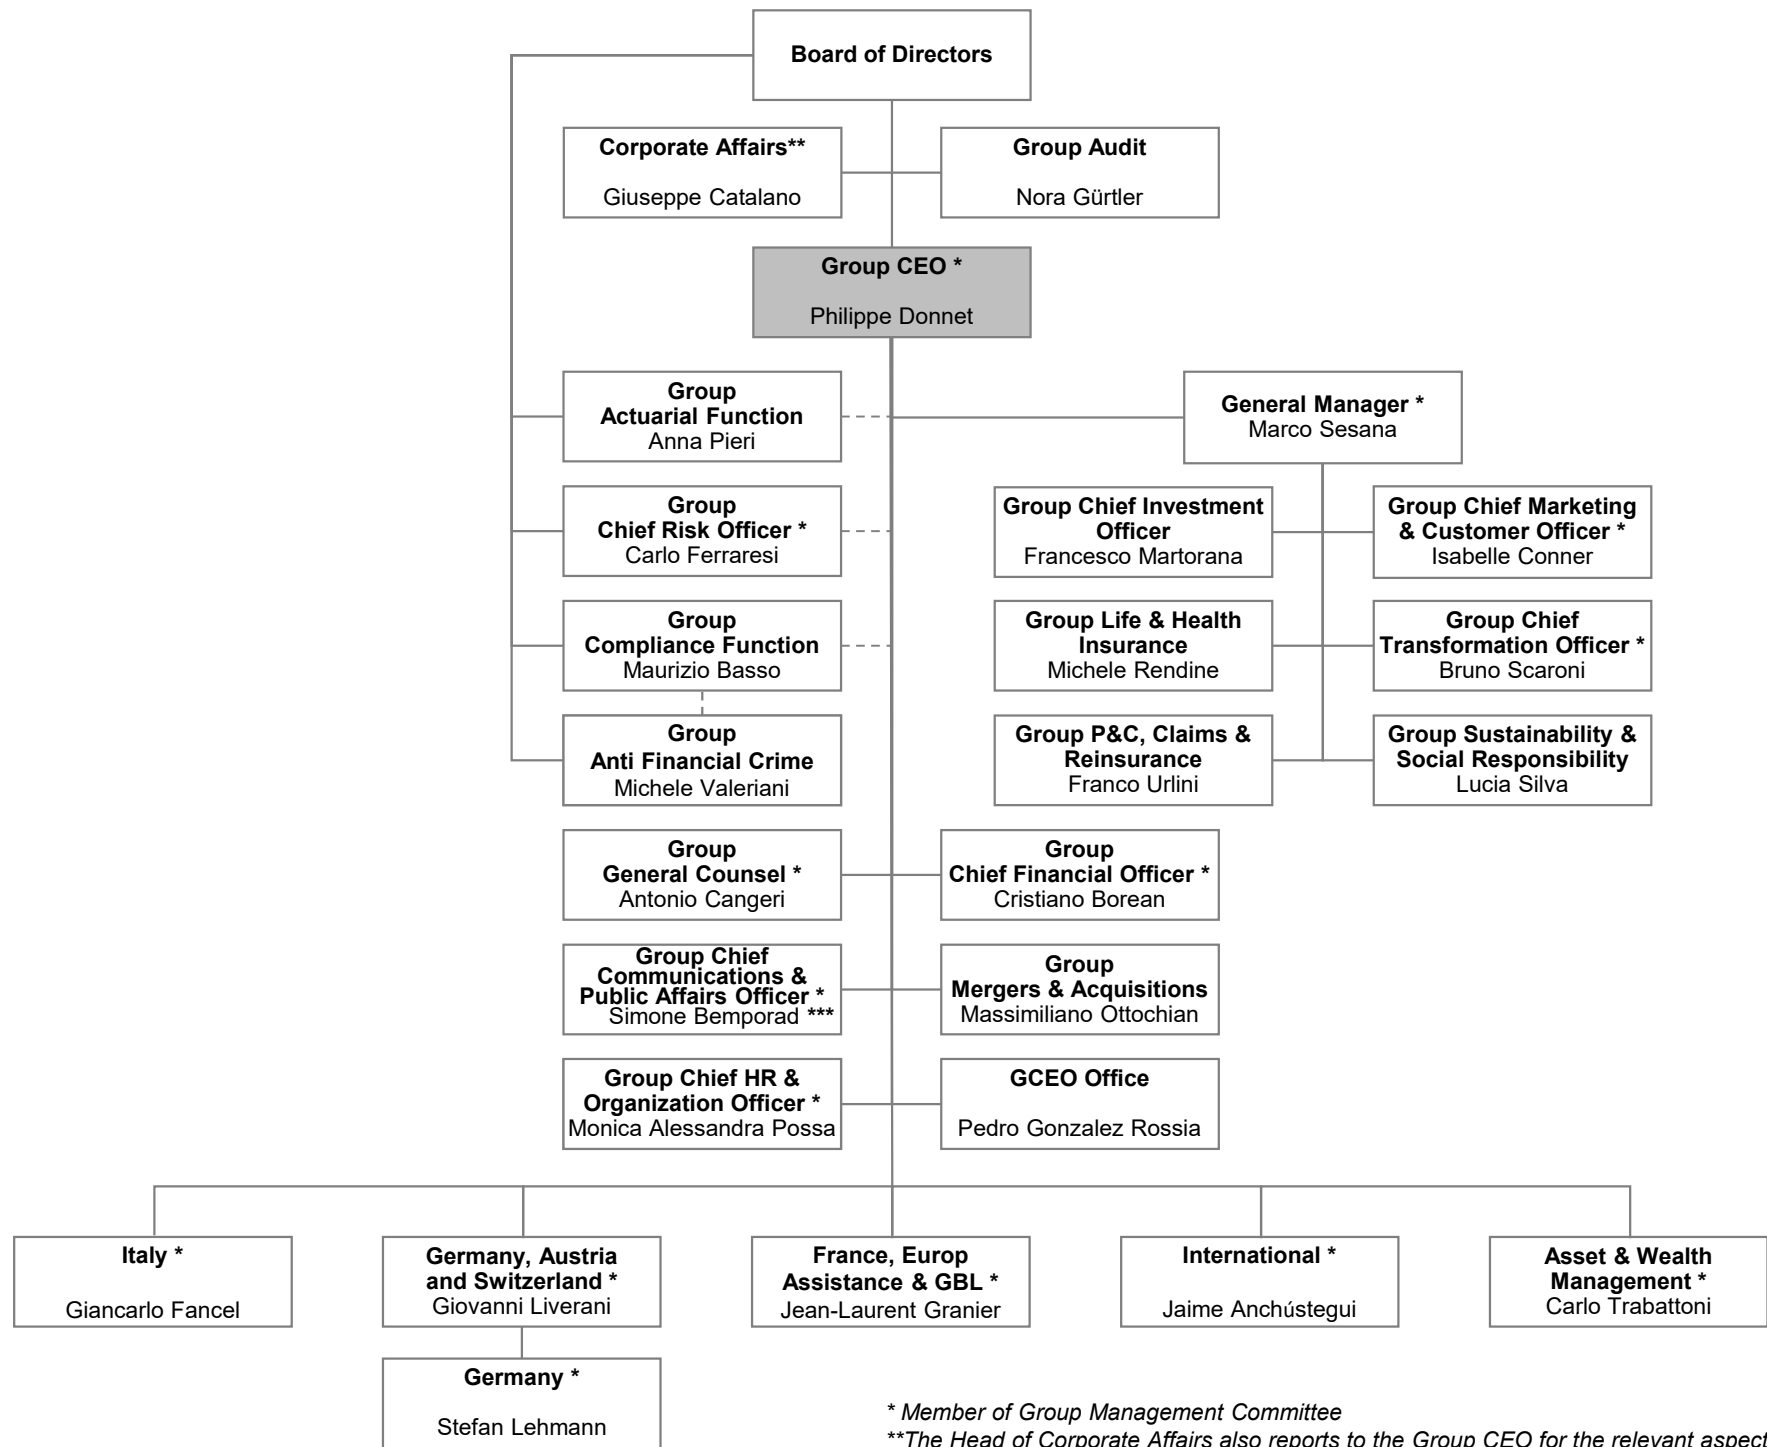 Board of Directors
Corporate Affairs**
Giuseppe Catalano
Group Audit
Nora Gürtler
Group CEO *
Philippe Donnet
Group
Actuarial Function
Anna Pieri
General Manager *
Marco Sesana
Group
Chief Risk Officer *
Carlo Ferraresi
Group Chief Investment
Officer
Francesco Martorana
Group Chief Marketing
& Customer Officer *
Isabelle Conner
Group
Compliance Function
Maurizio Basso
Group Life & Health
Insurance
Michele Rendine
Group Chief
Transformation Officer *
Bruno Scaroni
Group
Anti Financial Crime
Michele Valeriani
Group P&C, Claims &
Reinsurance
Franco Urlini
Group Sustainability &
Social Responsibility
Lucia Silva
Group
General Counsel *
Antonio Cangeri
Group
Chief Financial Officer *
Cristiano Borean
Group Chief
Communications &
Public Affairs Officer *
Simone Bemporad ***
Group
Mergers & Acquisitions
Massimiliano Ottochian
Group Chief HR &
Organization Officer *
Monica Alessandra Possa
GCEO Office
Pedro Gonzalez Rossia
Italy *
Giancarlo Fancel
Germany, Austria
and Switzerland *
Giovanni Liverani
France, Europ
Assistance & GBL *
Jean-Laurent Granier
International *
Jaime Anchústegui
Asset & Wealth
Management *
Carlo Trabattoni
Germany *
Stefan Lehmann
* Member of Group Management Committee
**The Head of Corporate Affairs also reports to the Group CEO for the relevant aspect